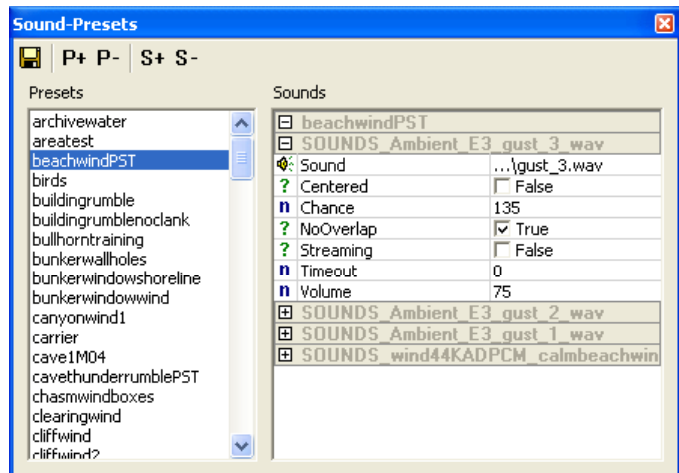 Sound-Presets
P+ P- S+ S-
Presets
archivewater
areatest
beachwindPST
birds
buildingrumble
buildingrumblenoclank
bullhorntraining
bunkerwallholes
bunkerwindowshoreline
bunkerwindowwind
canyonwind1
carrier
cave1M04
cavethunderrumblePST
chasmwindboxes
clearingwind
cliffwind
cliffwind2
Sounds
beachwindPST
SOUNDS_Ambient_E3_gust_3_wav
Sound ...\gust_3.wav
? Centered False
n Chance 135
? NoOverlap True
? Streaming False
n Timeout 0
n Volume 75
SOUNDS_Ambient_E3_gust_2_wav
SOUNDS_Ambient_E3_gust_1_wav
SOUNDS_wind44KADPCM_calmbeachwin